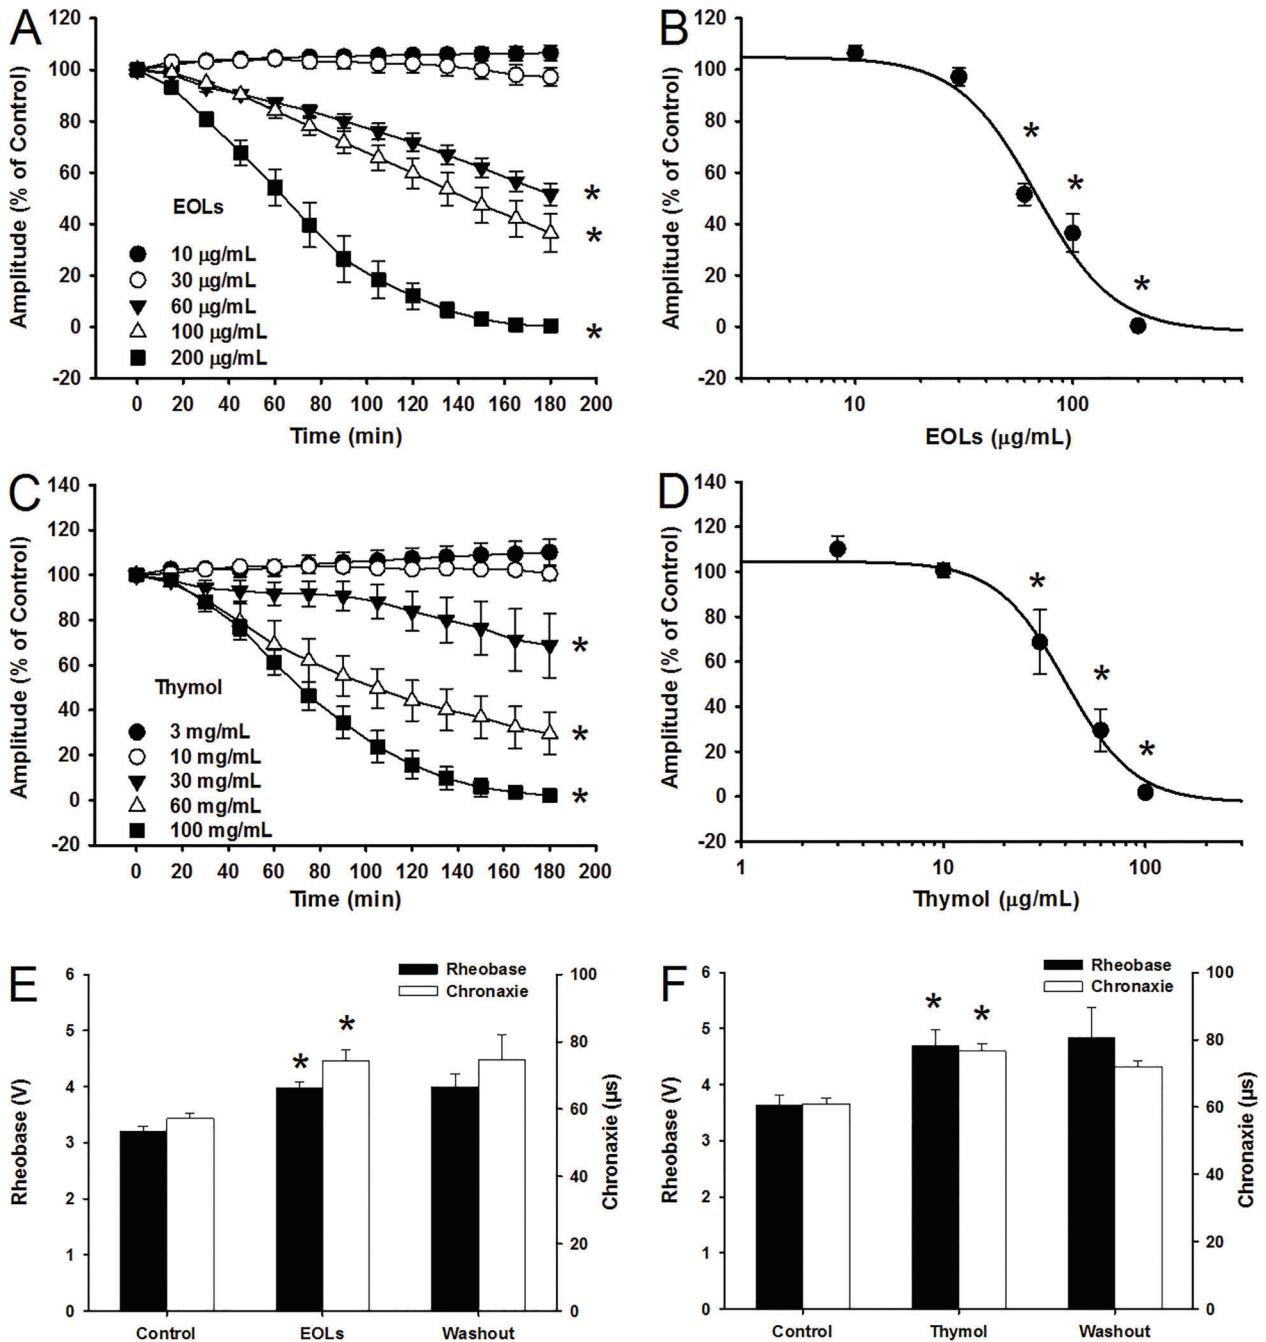 A
120
100
80
60
40
20
0
-20
Amplitude (% of Control)
EOLs
10 µg/mL
30 µg/mL
60 µg/mL
100 µg/mL
200 µg/mL
*
*
*
0 20 40 60 80 100 120 140 160 180 200
Time (min)
B
120
100
80
60
40
20
0
-20
Amplitude (% of Control)
*
*
*
10 100
EOLs (µg/mL)
C
140
120
100
80
60
40
20
0
-20
Amplitude (% of Control)
Thymol
3 mg/mL
10 mg/mL
30 mg/mL
60 mg/mL
100 mg/mL
*
*
*
0 20 40 60 80 100 120 140 160 180 200
Time (min)
D
140
120
100
80
60
40
20
0
-20
Amplitude (% of Control)
*
*
*
1 10 100
Thymol (µg/mL)
E
Rheobase
Chronaxie
6
5
4
3
2
1
0
Rheobase (V)
* *
100
80
60
40
20
0
Chronaxie (µs)
Control EOLs Washout
F
Rheobase
Chronaxie
6
5
4
3
2
1
0
Rheobase (V)
* *
100
80
60
40
20
0
Chronaxie (µs)
Control Thymol Washout